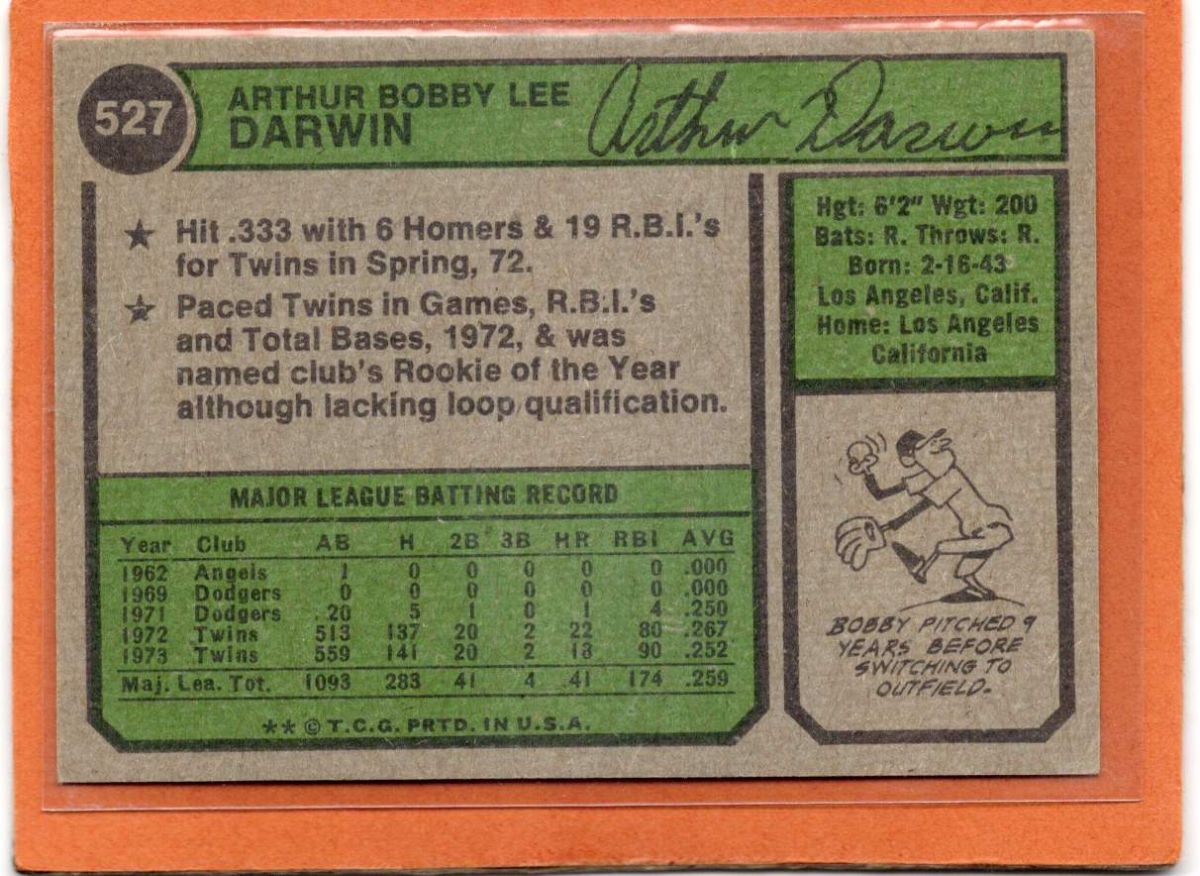 527
ARTHUR BOBBY LEE
DARWIN
Arthur Darwin
★ Hit .333 with 6 Homers & 19 R.B.I.'s
for Twins in Spring, 72.
★ Paced Twins in Games, R.B.I.'s
and Total Bases, 1972, & was
named club's Rookie of the Year
although lacking loop qualification.
Hgt: 6'2" Wgt: 200
Bats: R. Throws: R.
Born: 2-16-43
Los Angeles, Calif.
Home: Los Angeles
California
MAJOR LEAGUE BATTING RECORD
Year Club AB H 2B 3B HR RBI AVG
1962 Angels 1 0 0 0 0 0 .000
1969 Dodgers 0 0 0 0 0 0 .000
1971 Dodgers 20 5 1 0 1 4 .250
1972 Twins 513 137 20 2 22 80 .267
1973 Twins 559 141 20 2 18 90 .252
Maj. Lea. Tot. 1093 283 41 4 41 174 .259
** © T.C.G. PRTD. IN U.S.A.
BOBBY PITCHED 9
YEARS BEFORE
SWITCHING TO
OUTFIELD.